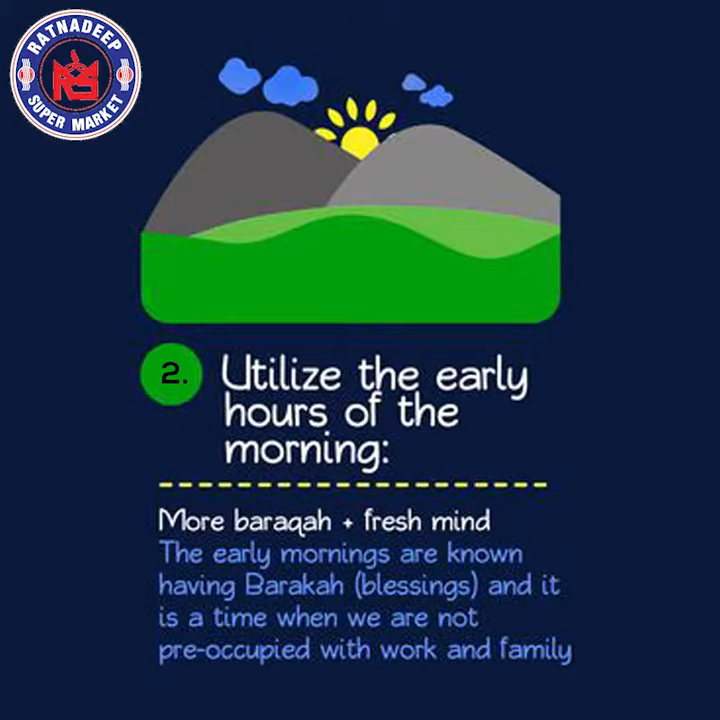 RATNADEEP
SUPER MARKET
2. Utilize the early
hours of the
morning:
More baraqah + fresh mind
The early mornings are known
having Barakah (blessings) and it
is a time when we are not
pre-occupied with work and family